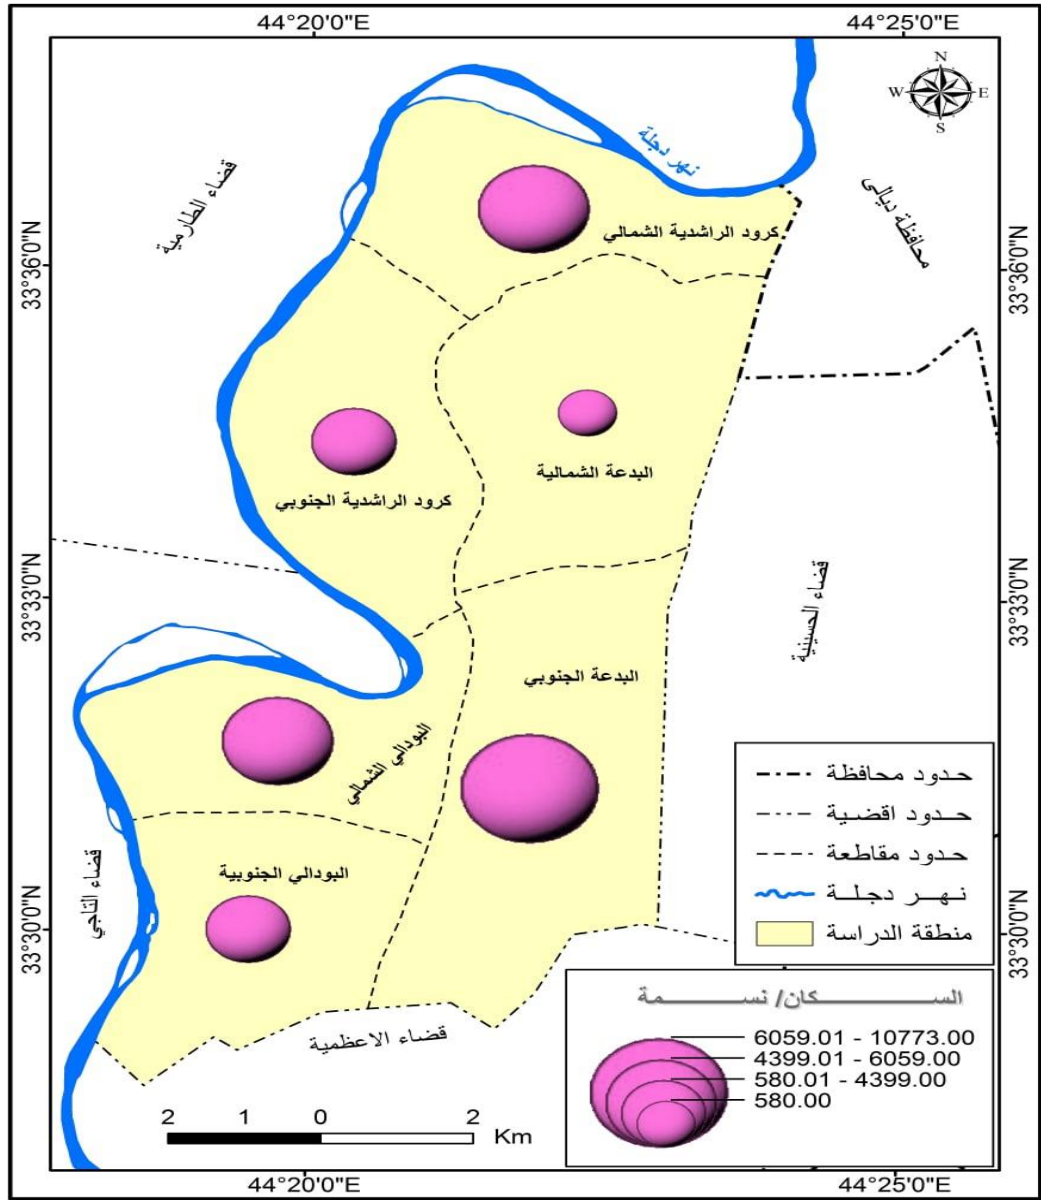 44°20'0"E
44°25'0"E
N
W
E
S
نهر دجلة
قضاء الطارمية
محافظة ديالى
كرود الراشدية الشمالي
33°36'0"N
33°36'0"N
البدعة الشمالية
كرود الراشدية الجنوبي
33°33'0"N
33°33'0"N
قضاء الحسينية
البدعة الجنوبي
البودالي الشمالي
حدود محافظة
حدود اقضية
حدود مقاطعة
نهر دجلة
منطقة الدراسة
البودالي الجنوبية
قضاء التاجي
33°30'0"N
33°30'0"N
السكان/ نسمة
6059.01 - 10773.00
4399.01 - 6059.00
580.01 - 4399.00
580.00
قضاء الاعظمية
2 1 0 2
Km
44°20'0"E
44°25'0"E